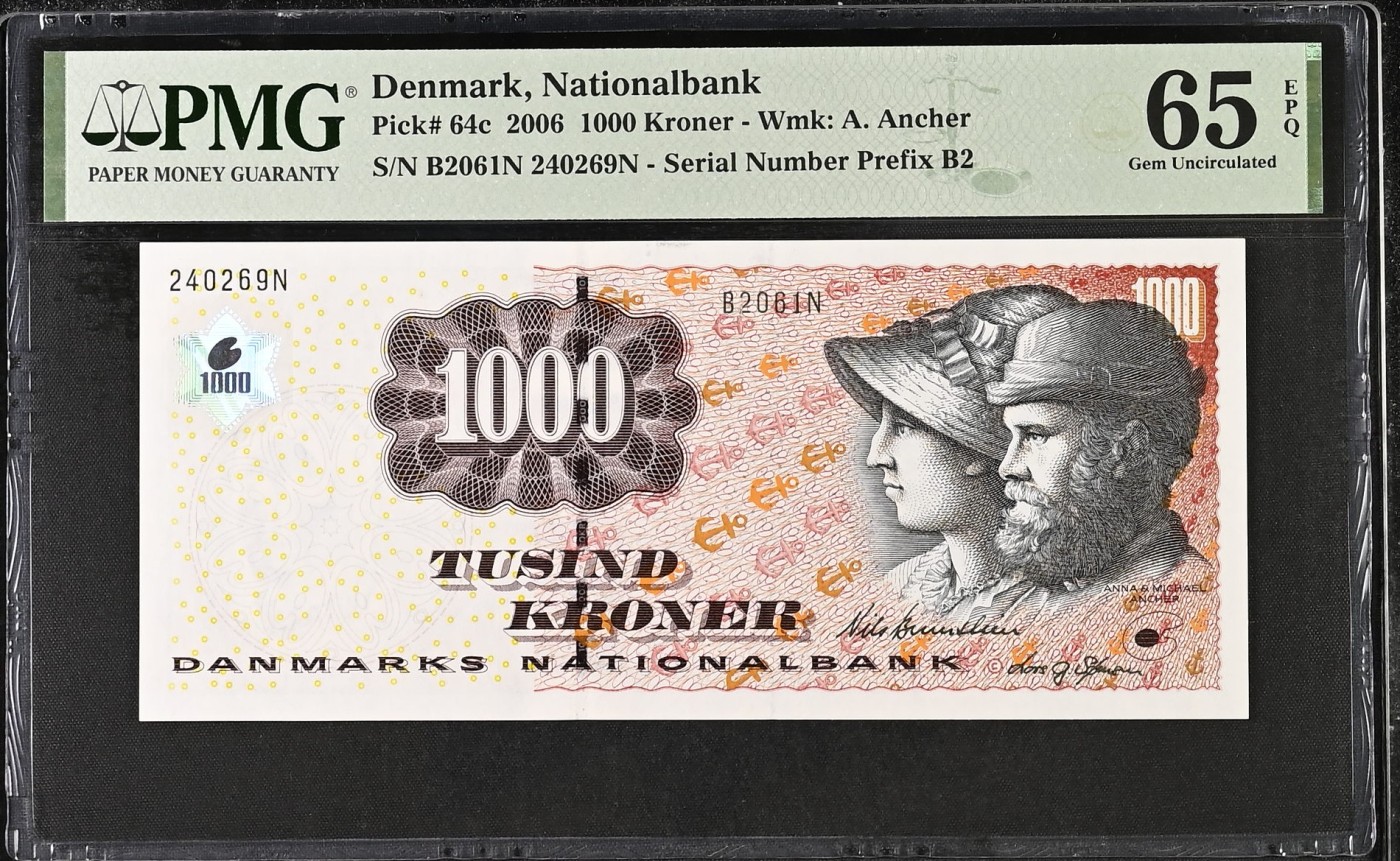 PMG®
PAPER MONEY GUARANTY
Denmark, Nationalbank
Pick# 64c 2006 1000 Kroner - Wmk: A. Ancher
S/N B2061N 240269N - Serial Number Prefix B2
65
EPQ
Gem Uncirculated
240269N
B2061N
1000
1000
1000
TUSIND
KRONER
ANNA & MICHAEL
ANCHER
DANMARKS NATIONALBANK ©